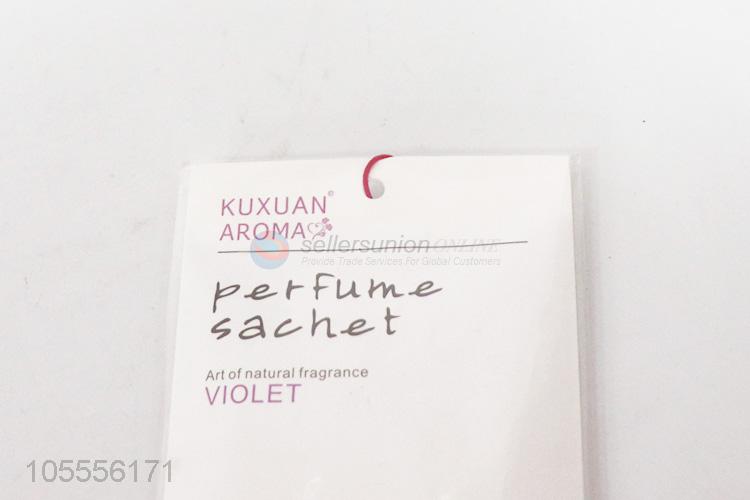 KUXUAN®
AROMA
sellersunion ONLINE
Provide Trade Services For Global Customers
perfume
sachet
Art of natural fragrance
VIOLET
105556171